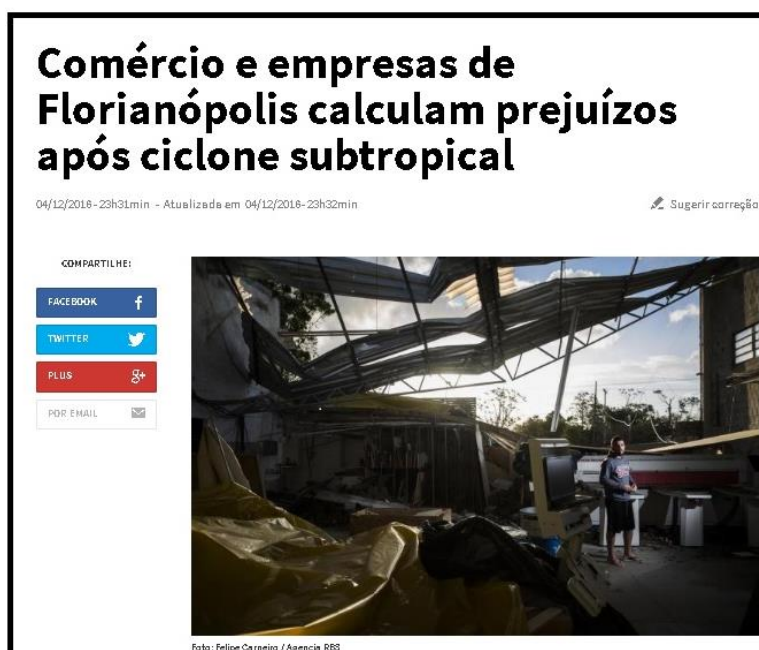 Comércio e empresas de
Florianópolis calculam prejuízos
após ciclone subtropical
04/12/2016-23h31min - Atualizada em 04/12/2016-23h32min
Sugerir correção
COMPARTILHE:
FACEBOOK f
TWITTER
PLUS g+
POR EMAIL
Foto: Felipe Carneiro / Agencia RBS